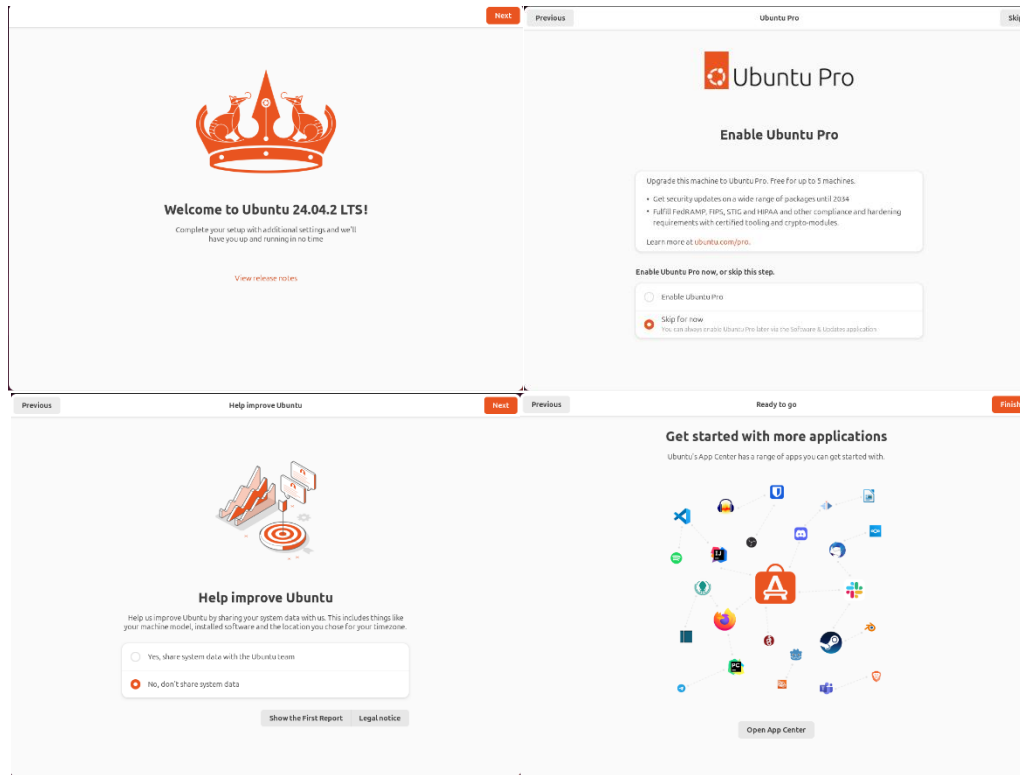 Next
Welcome to Ubuntu 24.04.2 LTS!
Complete your setup with additional settings and we'll
have you up and running in no time
View release notes
Previous
Ubuntu Pro
Skip
Ubuntu Pro
Enable Ubuntu Pro
Upgrade this machine to Ubuntu Pro. Free for up to 5 machines.
• Get security updates on a wide range of packages until 2034
• Fulfill FedRAMP, FIPS, STIG and HIPAA and other compliance and hardening
requirements with certified tooling and crypto-modules.
Learn more at ubuntu.com/pro.
Enable Ubuntu Pro now, or skip this step.
Enable Ubuntu Pro
Skip for now
You can always enable Ubuntu Pro later via the Software & Updates application.
Previous
Help improve Ubuntu
Next
Help improve Ubuntu
Help us improve Ubuntu by sharing your system data with us. This includes things like
your machine model, installed software and the location you chose for your timezone.
Yes, share system data with the Ubuntu team
No, don't share system data
Show the First Report
Legal notice
Previous
Ready to go
Finish
Get started with more applications
Ubuntu's App Center has a range of apps you can get started with.
IJ
PC
Open App Center